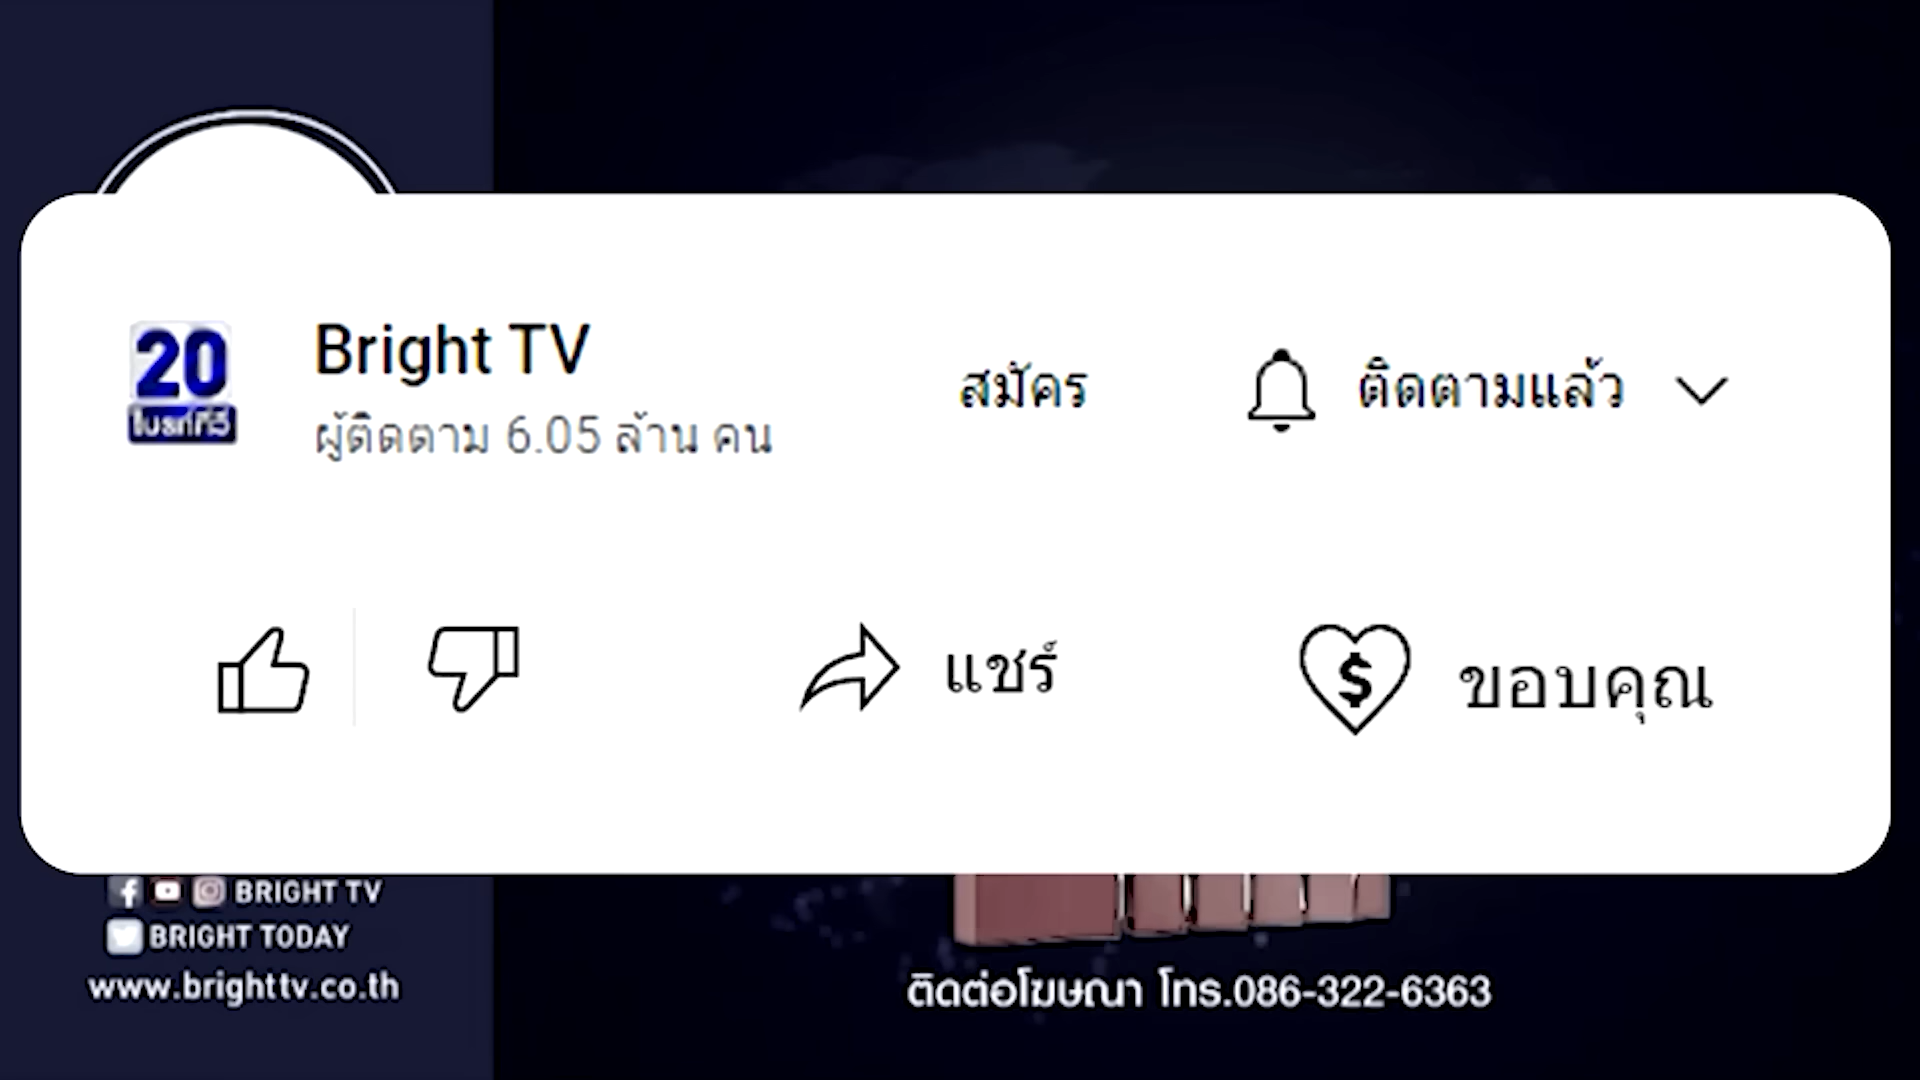 20
ไบรท์ทีวี
Bright TV
ผู้ติดตาม 6.05 ล้าน คน
สมัคร
ติดตามแล้ว
แชร์
$ ขอบคุณ
BRIGHT TV
BRIGHT TODAY
www.brighttv.co.th
ติดต่อโฆษณา โทร.086-322-6363